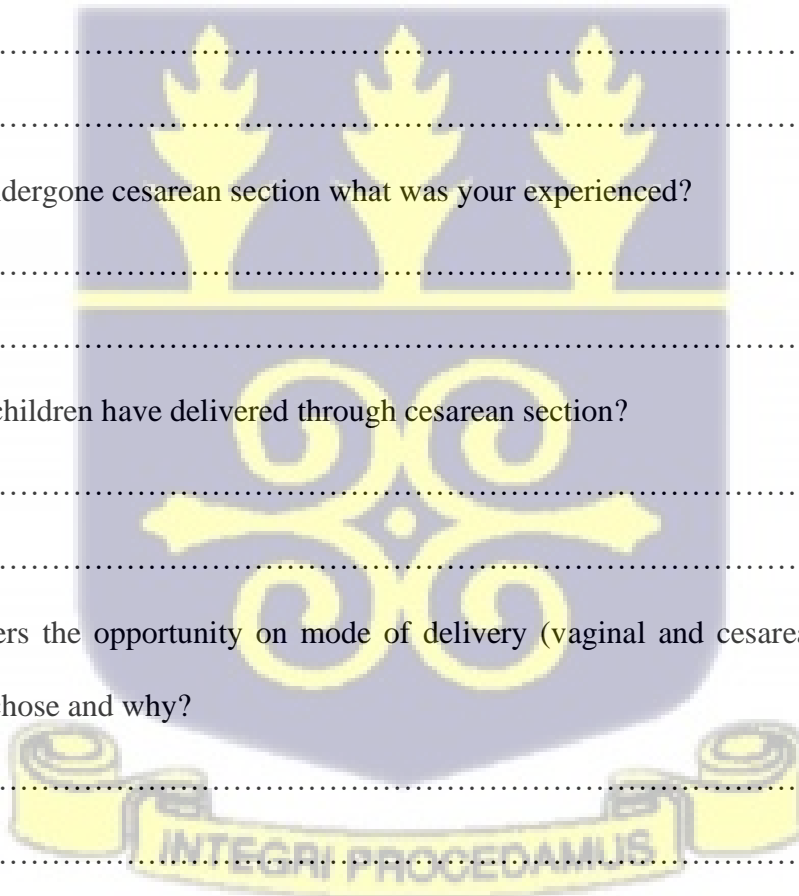 ……………………………………………………………………
……………………………………………………………………
dergone cesarean section what was your experienced?
……………………………………………………………………
……………………………………………………………………
children have delivered through cesarean section?
……………………………………………………………………
……………………………………………………………………
ers the opportunity on mode of delivery (vaginal and cesarea
hose and why?
……………………………………………………………………
INTEGRI PROCEDAMUS
……………………………………………………………………